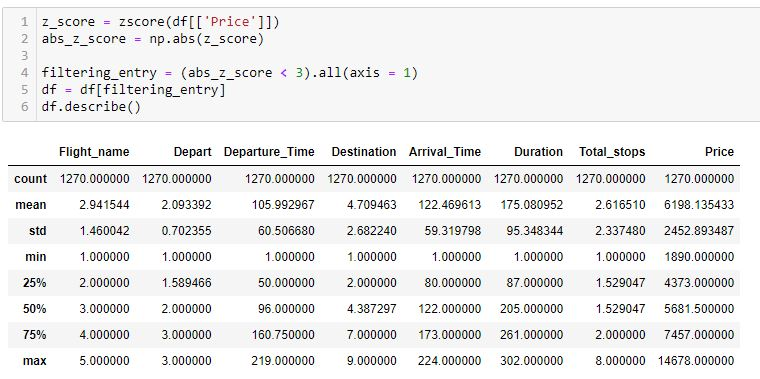 1 z_score = zscore(df[['Price']])
2 abs_z_score = np.abs(z_score)
3
4 filtering_entry = (abs_z_score < 3).all(axis = 1)
5 df = df[filtering_entry]
6 df.describe()
Flight_name Depart Departure_Time Destination Arrival_Time Duration Total_stops Price
count 1270.000000 1270.000000 1270.000000 1270.000000 1270.000000 1270.000000 1270.000000 1270.000000
mean 2.941544 2.093392 105.992967 4.709463 122.469613 175.080952 2.616510 6198.135433
std 1.460042 0.702355 60.506680 2.682240 59.319798 95.348344 2.337480 2452.893487
min 1.000000 1.000000 1.000000 1.000000 1.000000 1.000000 1.000000 1890.000000
25% 2.000000 1.589466 50.000000 2.000000 80.000000 87.000000 1.529047 4373.000000
50% 3.000000 2.000000 96.000000 4.387297 122.000000 205.000000 1.529047 5681.500000
75% 4.000000 3.000000 160.750000 7.000000 173.000000 261.000000 2.000000 7457.000000
max 5.000000 3.000000 219.000000 9.000000 224.000000 302.000000 8.000000 14678.000000